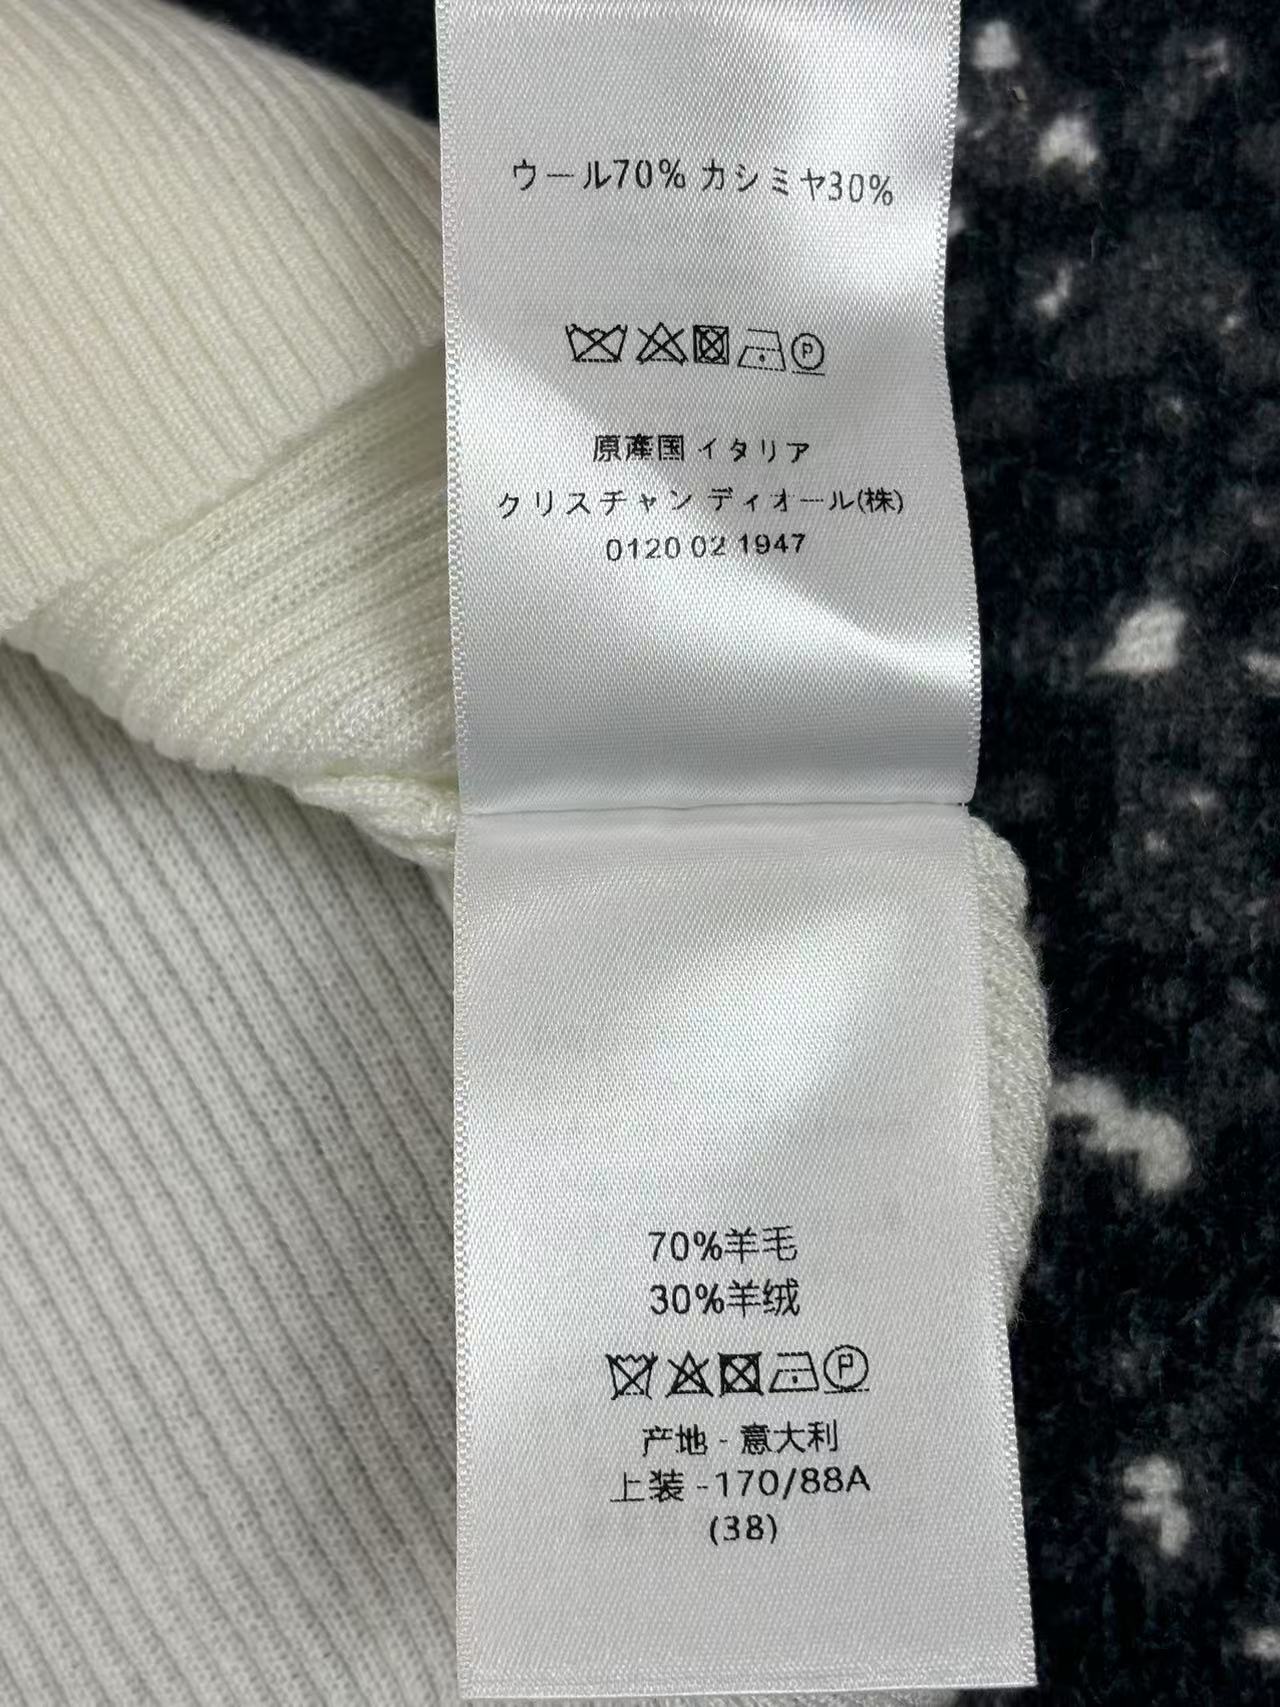 ウール70% カシミヤ30%
原産国 イタリア
クリスチャン ディオール(株)
0120 02 1947
70%羊毛
30%羊绒
产地 - 意大利
上装 -170/88A
(38)